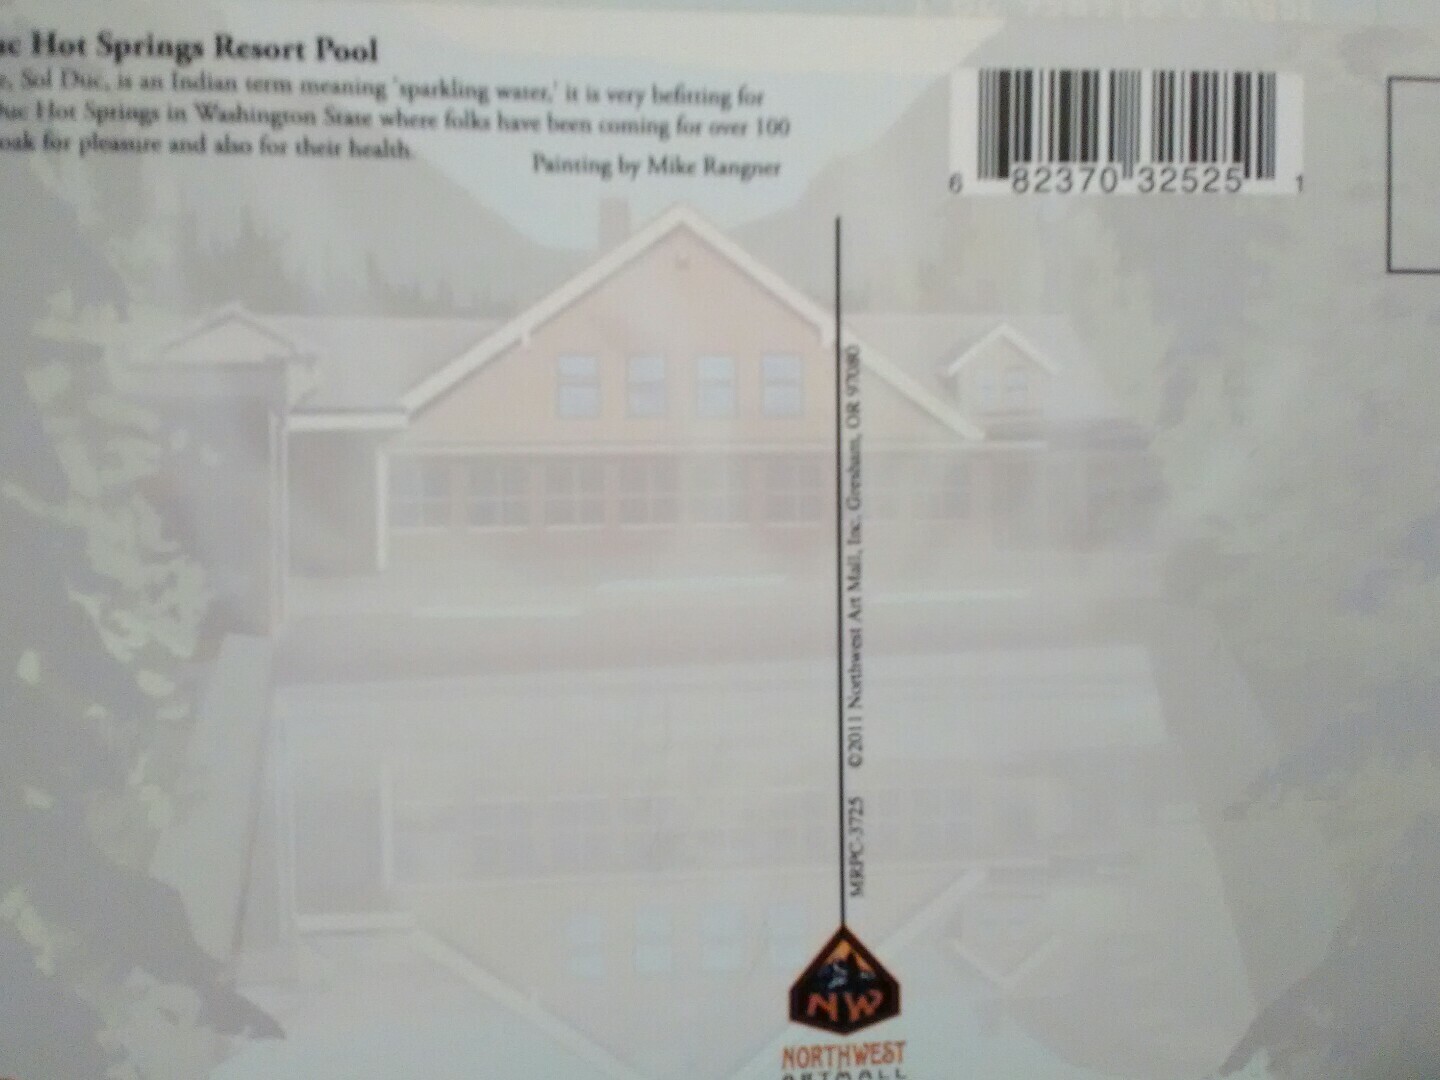 Hot Springs Resort Pool
Sol Duc, is an Indian term meaning 'sparkling water,' it is very befitting for
Hot Springs in Washington State where folks have been coming for over 100
for pleasure and also for their health.
Painting by Mike Rangner
6 82370 32525 1
MRPC-3725 ©2011 Northwest Art Mall, Inc. Gresham, OR 97080
NW
NORTHWEST
ARTMALL